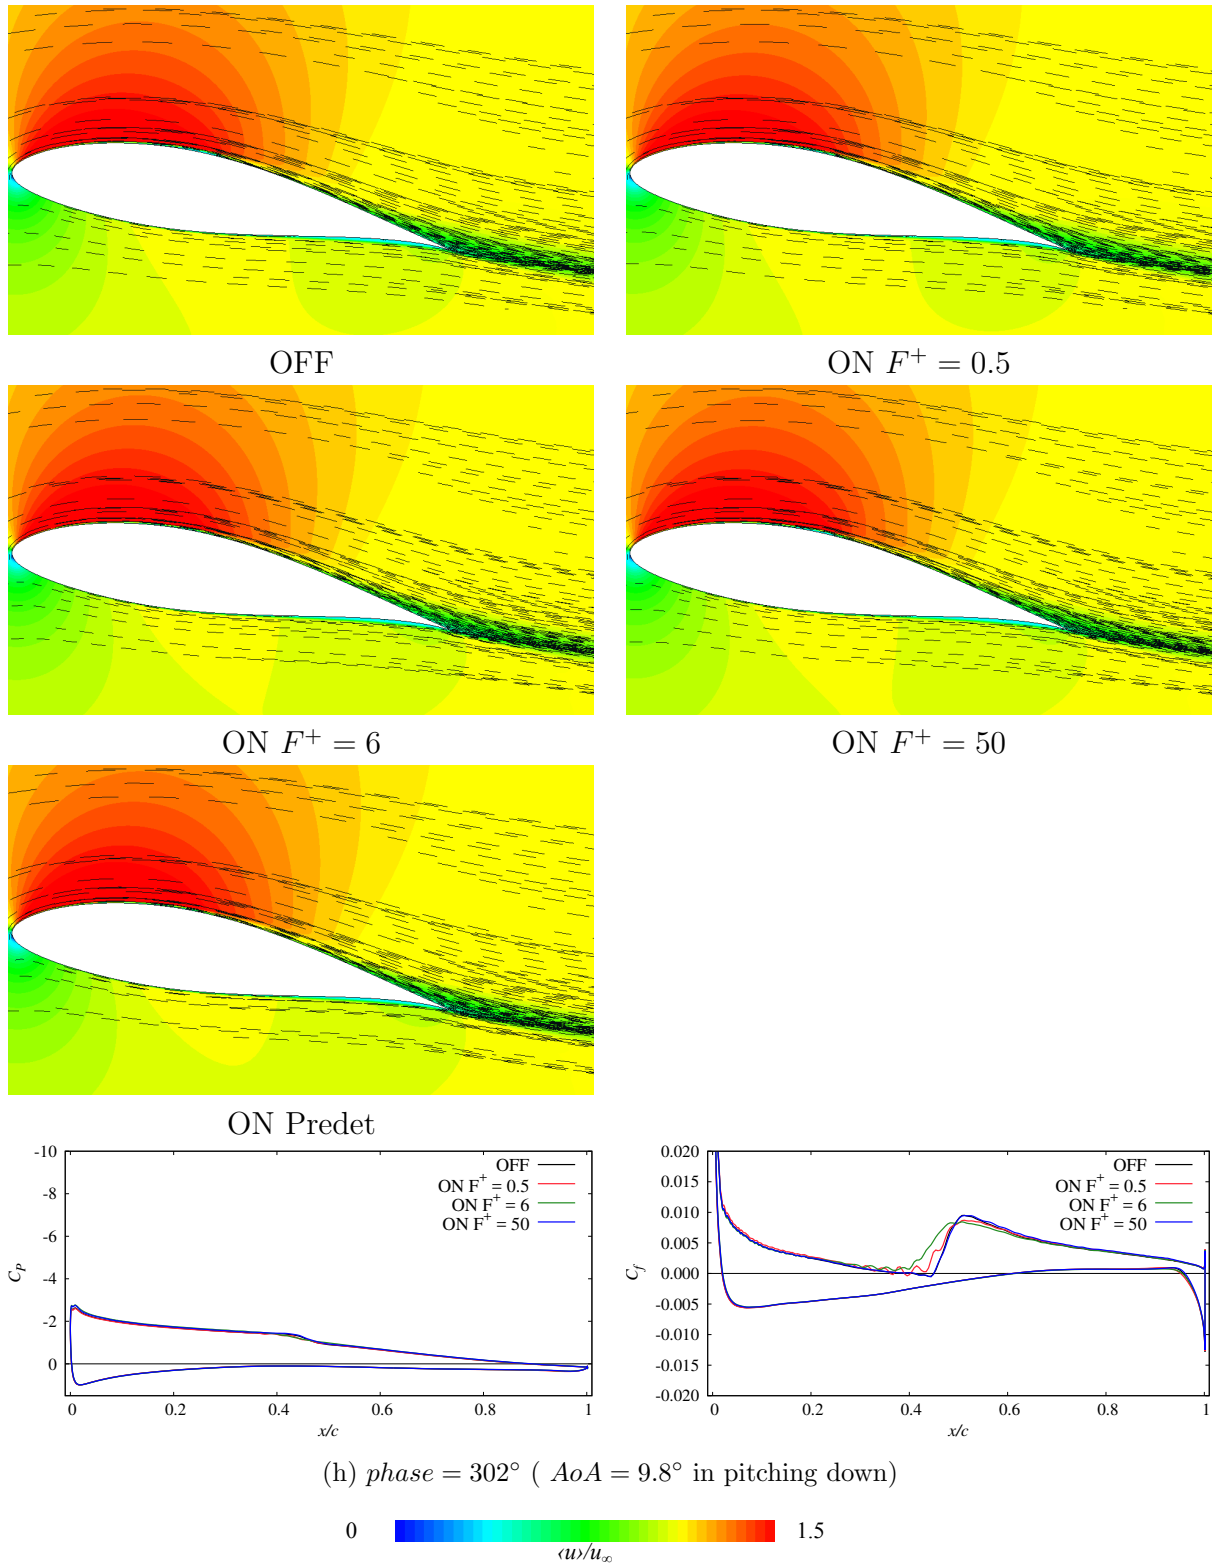 OFF
ON F⁺ = 0.5
ON F⁺ = 6
ON F⁺ = 50
ON Predet
-10
-8
-6
-4
-2
0
C_P
0
0.2
0.4
0.6
0.8
1
x/c
OFF
ON F⁺ = 0.5
ON F⁺ = 6
ON F⁺ = 50
0.020
0.015
0.010
0.005
0.000
-0.005
-0.010
-0.015
-0.020
C_f
0
0.2
0.4
0.6
0.8
1
x/c
OFF
ON F⁺ = 0.5
ON F⁺ = 6
ON F⁺ = 50
(h) phase = 302° ( AoA = 9.8° in pitching down)
0
1.5
⟨u⟩/u∞